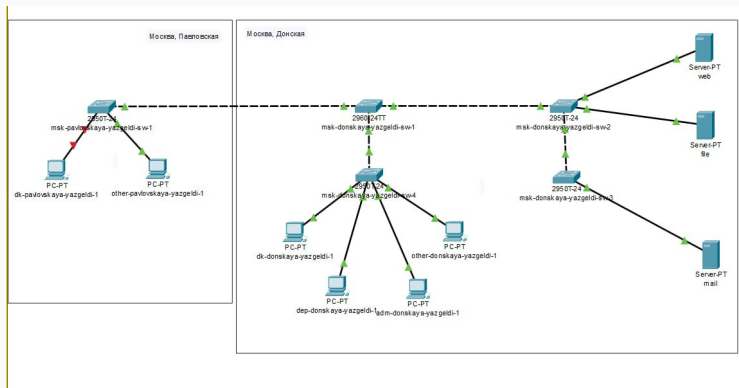 Москва, Павловская
Москва, Донская
Server-PT
web
2950T-24
msk-pavlovskaya-yazgeldi-sw-1
2960-24TT
msk-donskaya-yazgeldi-sw-1
2950T-24
msk-donskaya-yazgeldi-sw-2
Server-PT
file
PC-PT
dk-pavlovskaya-yazgeldi-1
PC-PT
other-pavlovskaya-yazgeldi-1
2950T-24
msk-donskaya-yazgeldi-sw-4
2950T-24
msk-donskaya-yazgeldi-sw-3
PC-PT
dk-donskaya-yazgeldi-1
PC-PT
other-donskaya-yazgeldi-1
Server-PT
mail
PC-PT
dep-donskaya-yazgeldi-1
PC-PT
adm-donskaya-yazgeldi-1